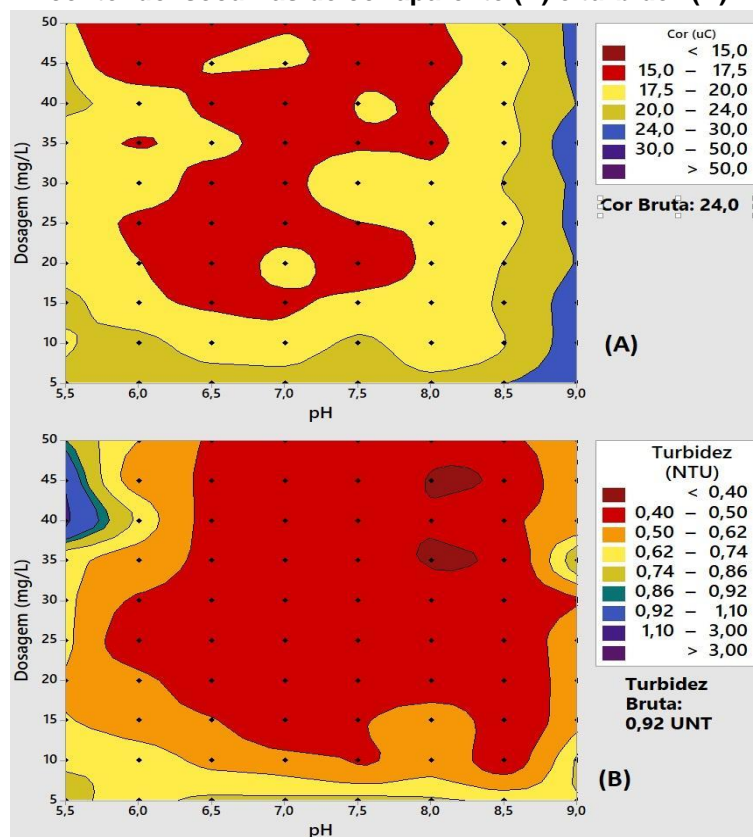 Cor (uC)
< 15,0
15,0 – 17,5
17,5 – 20,0
20,0 – 24,0
24,0 – 30,0
30,0 – 50,0
> 50,0
Cor Bruta: 24,0
(A)
Dosagem (mg/L)
50
45
40
35
30
25
20
15
10
5
5,5 6,0 6,5 7,0 7,5 8,0 8,5 9,0
pH
Turbidez
(NTU)
< 0,40
0,40 – 0,50
0,50 – 0,62
0,62 – 0,74
0,74 – 0,86
0,86 – 0,92
0,92 – 1,10
1,10 – 3,00
> 3,00
Turbidez
Bruta:
0,92 UNT
(B)
Dosagem (mg/L)
50
45
40
35
30
25
20
15
10
5
5,5 6,0 6,5 7,0 7,5 8,0 8,5 9,0
pH